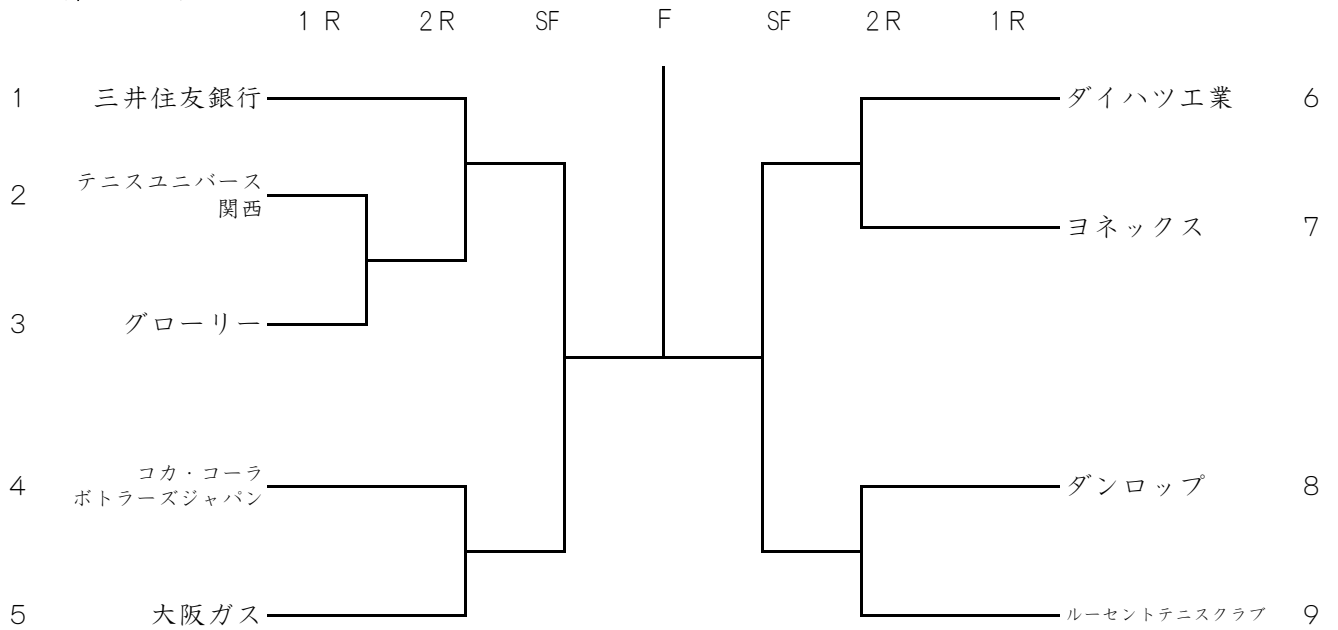 1 R 2 R SF F SF 2 R 1 R
1 三井住友銀行
2 テニスユニバース
関西
3 グローリー
4 コカ・コーラ
ボトラーズジャパン
5 大阪ガス
ダイハツ工業 6
ヨネックス 7
ダンロップ 8
ルーセントテニスクラブ 9